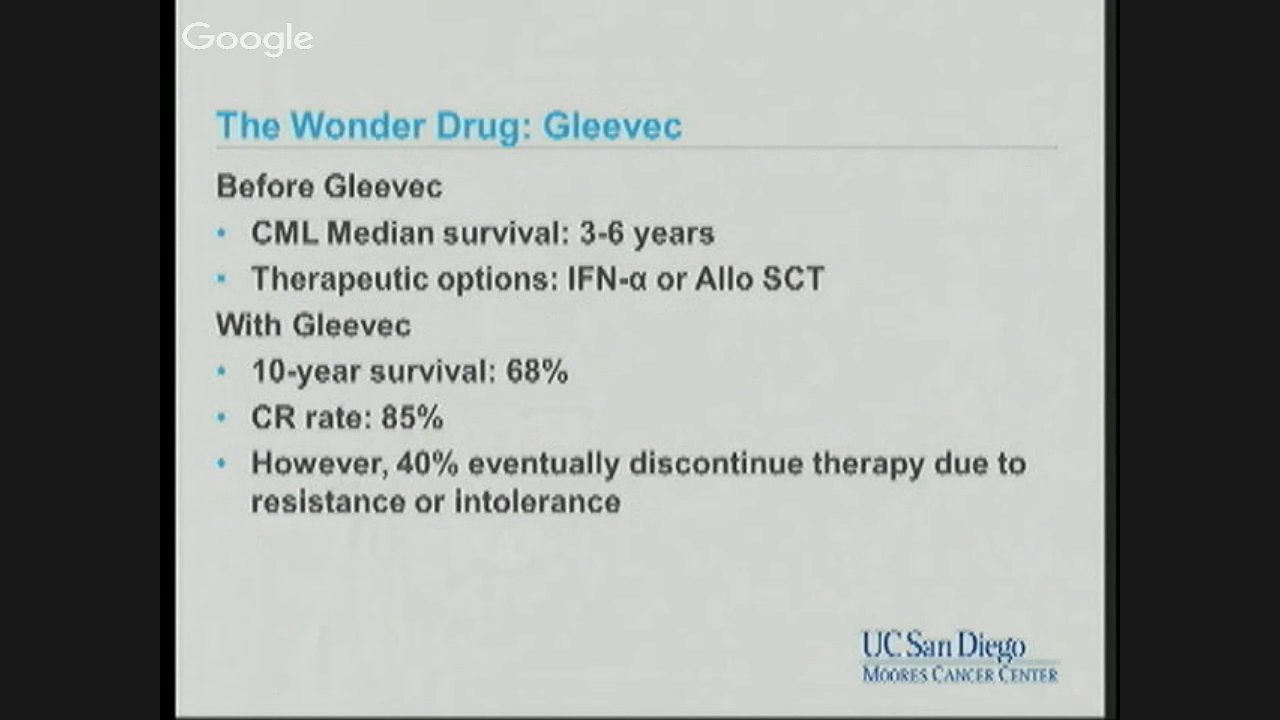 Google
The Wonder Drug: Gleevec
Before Gleevec
• CML Median survival: 3-6 years
• Therapeutic options: IFN-α or Allo SCT
With Gleevec
• 10-year survival: 68%
• CR rate: 85%
• However, 40% eventually discontinue therapy due to
resistance or intolerance
UC San Diego
MOORES CANCER CENTER